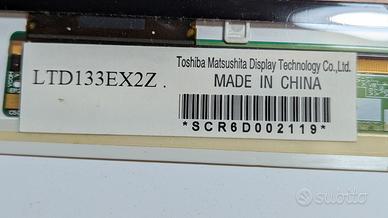 Toshiba Matsushita Display Technology Co.,Ltd.
LTD133EX2Z .
MADE IN CHINA
*SCR6D002119*
subito